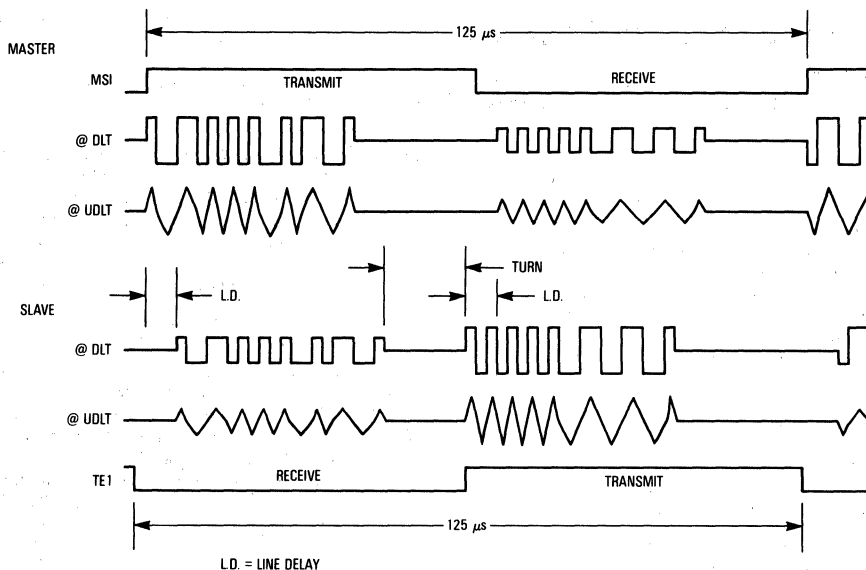 125 μs
MASTER
MSI
TRANSMIT
RECEIVE
@ DLT
@ UDLT
TURN
L.D.
L.D.
SLAVE
@ DLT
@ UDLT
TE1
RECEIVE
TRANSMIT
125 μs
L.D. = LINE DELAY